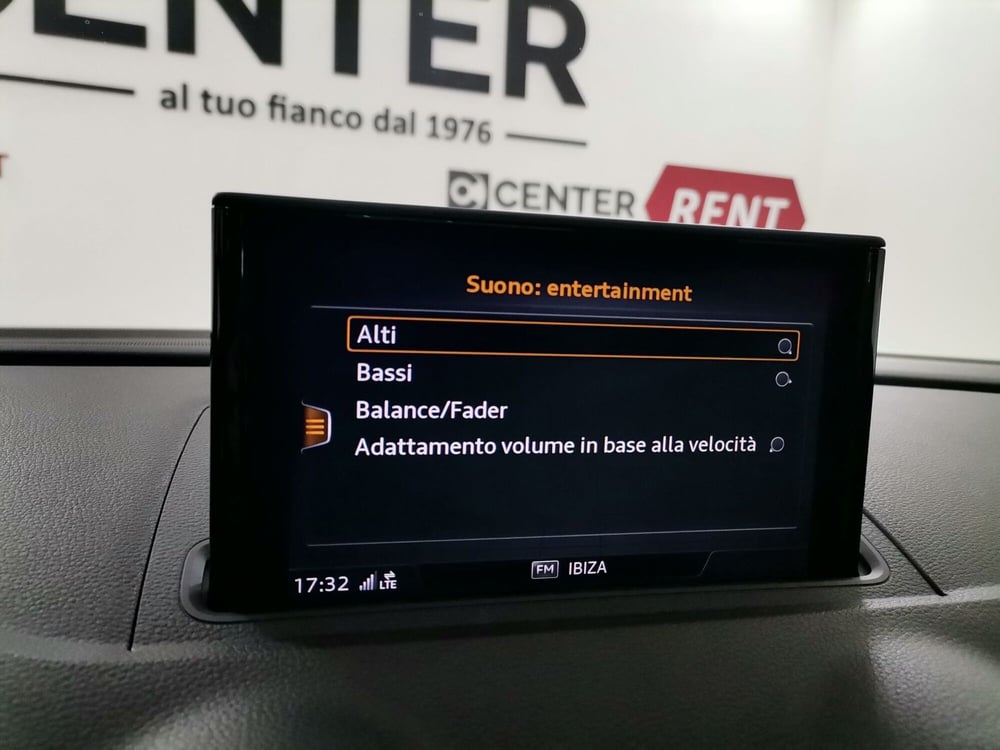 CENTER
al tuo fianco dal 1976
CENTER RENT
Suono: entertainment
Alti
Bassi
Balance/Fader
Adattamento volume in base alla velocità
FM IBIZA
17:32 LTE